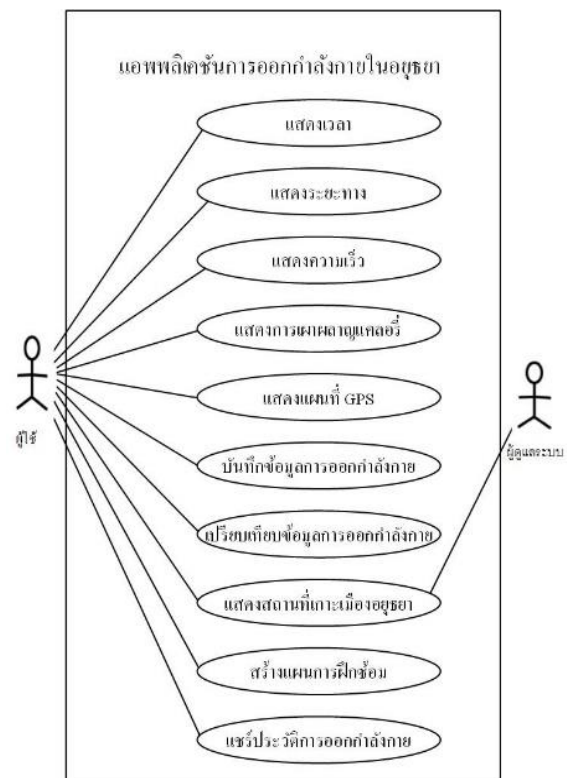 แอพพลิเคชันการออกกำลังกายในอยุธยา
แสดงเวลา
แสดงระยะทาง
แสดงความเร็ว
แสดงการเผาผลาญแคลอรี่
แสดงแผนที่ GPS
บันทึกข้อมูลการออกกำลังกาย
เปรียบเทียบข้อมูลการออกกำลังกาย
แสดงสถานที่เกาะเมืองอยุธยา
สร้างแผนการฝึกซ้อม
แชร์ประวัติการออกกำลังกาย
ผู้ใช้
ผู้ดูแลระบบ